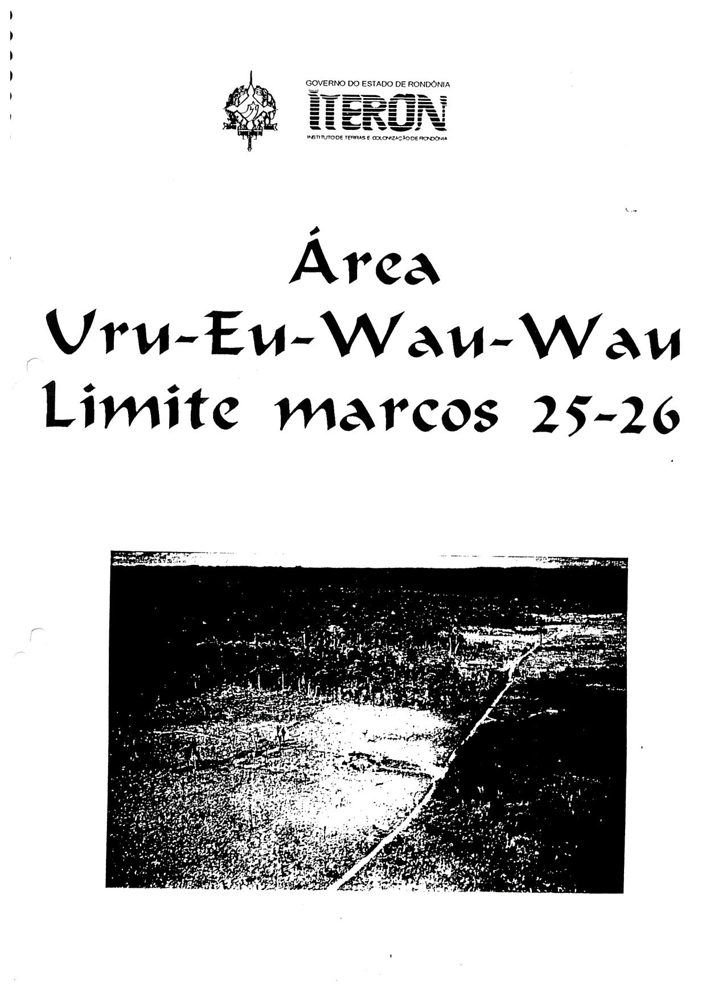 GOVERNO DO ESTADO DE RONDÔNIA
ITERON
INSTITUTO DE TERRAS E COLONIZAÇÃO DE RONDÔNIA
Área
Uru-Eu-Wau-Wau
Limite marcos 25-26